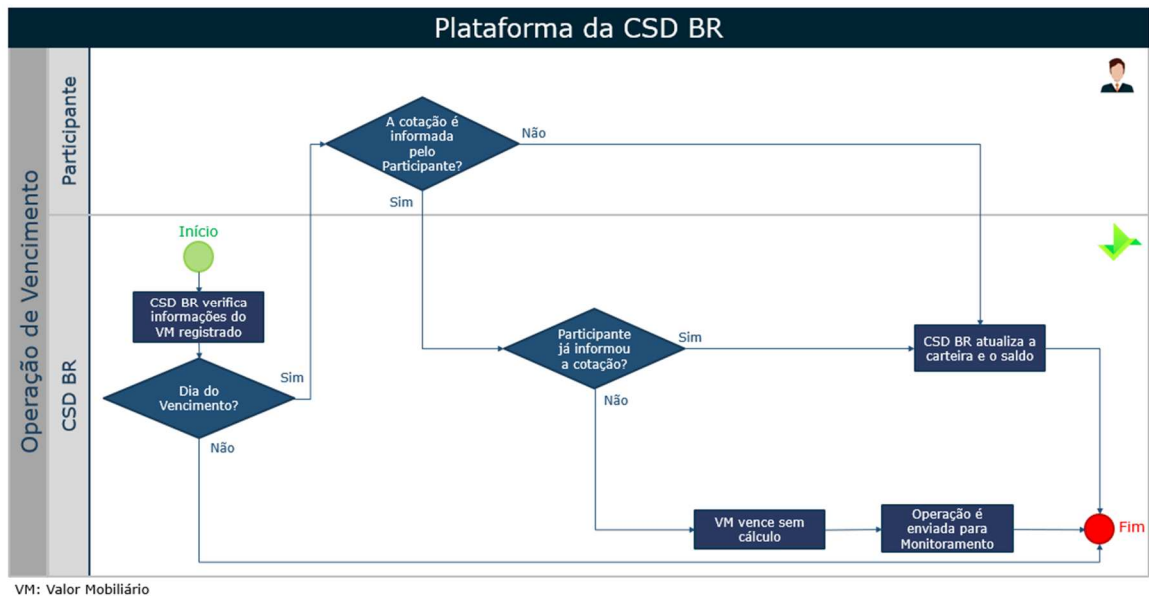 Plataforma da CSD BR
Operação de Vencimento
Participante
A cotação é
informada
pelo
Participante?
Não
Sim
CSD BR
Início
CSD BR verifica
informações do
VM registrado
Dia do
Vencimento?
Sim
Não
Participante
já informou
a cotação?
Sim
Não
CSD BR atualiza a
carteira e o saldo
VM vence sem
cálculo
Operação é
enviada para
Monitoramento
Fim
VM: Valor Mobiliário